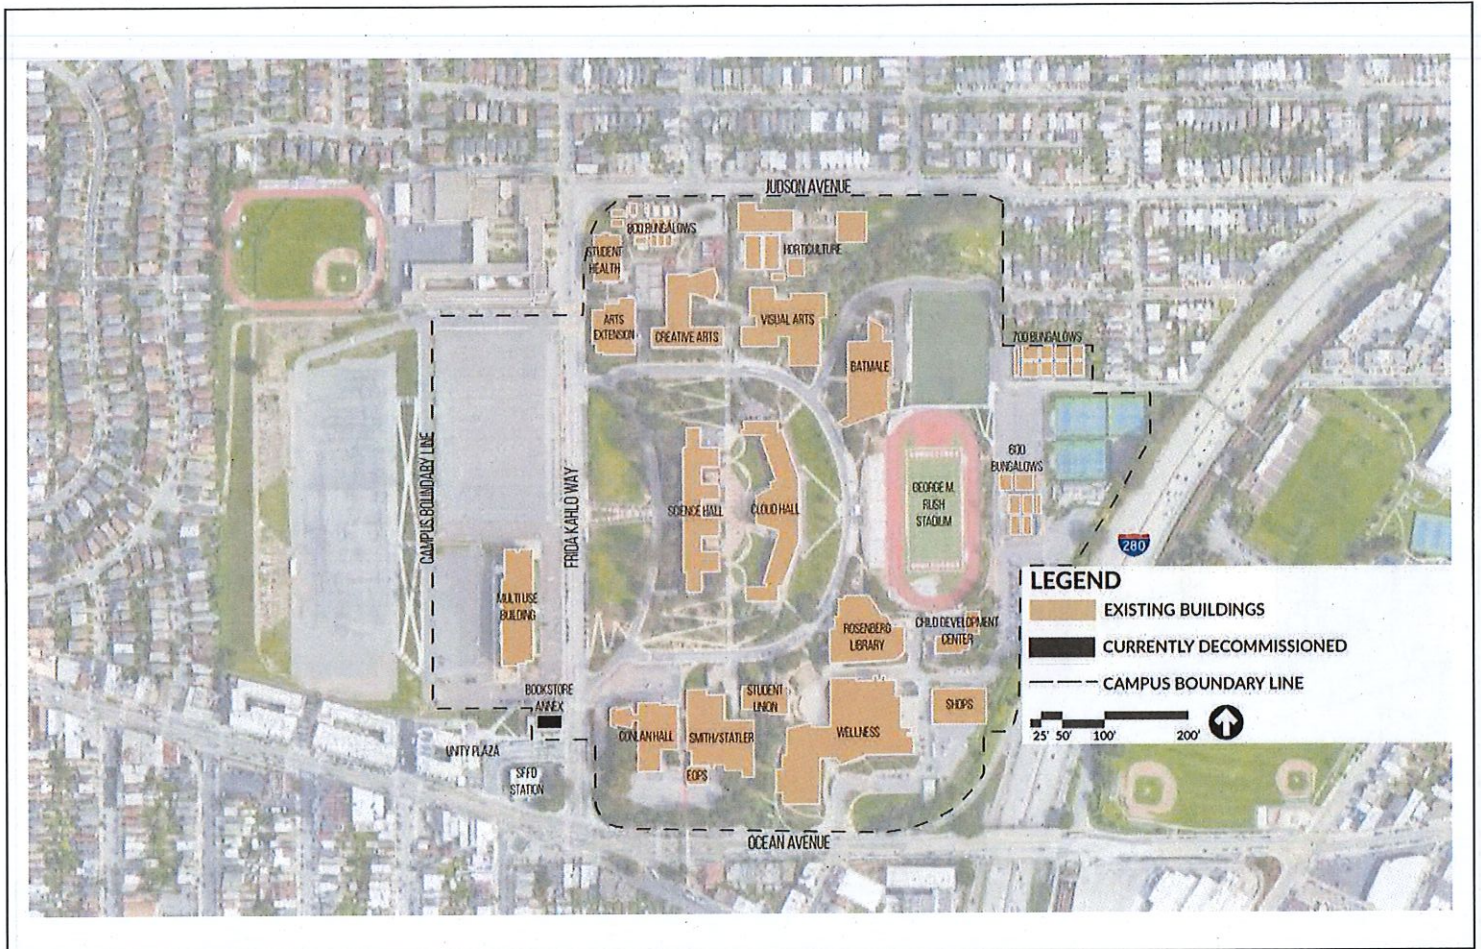 JUDSON AVENUE
800 BUNGALOWS
STUDENT
HEALTH
HORTICULTURE
ARTS
EXTENSION
CREATIVE ARTS
VISUAL ARTS
BATMALE
700 BUNGALOWS
CAMPUS BOUNDARY LINE
FRIDA KAHLO WAY
SCIENCE HALL
CLOUD HALL
GEORGE M.
RUSH
STADIUM
600
BUNGALOWS
280
MULTI USE
BUILDING
ROSENBERG
LIBRARY
CHILD DEVELOPMENT
CENTER
BOOKSTORE
ANNEX
STUDENT
UNION
SHOPS
CONLAN HALL
SMITH/STATLER
WELLNESS
UNITY PLAZA
EOPS
SFFD
STATION
OCEAN AVENUE
LEGEND
EXISTING BUILDINGS
CURRENTLY DECOMMISSIONED
CAMPUS BOUNDARY LINE
25' 50' 100' 200'